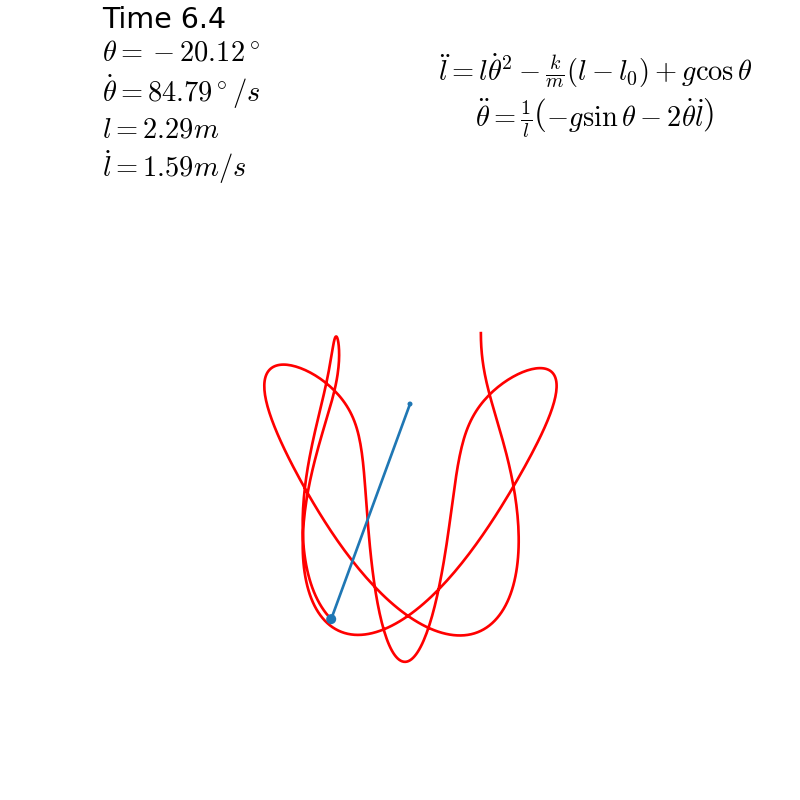 Time 6.4
θ = −20.12°
θ̇ = 84.79°/s
l = 2.29m
l̇ = 1.59m/s
l̈ = lθ̇² − k/m(l − l₀) + g cos θ
θ̈ = 1/l(−g sin θ − 2θ̇l̇)